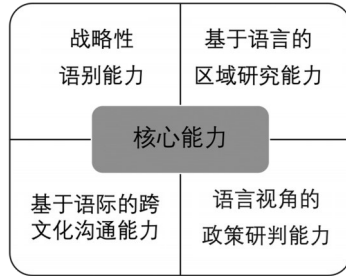 战略性
语别能力
基于语言的
区域研究能力
核心能力
基于语际的跨
文化沟通能力
语言视角的
政策研判能力